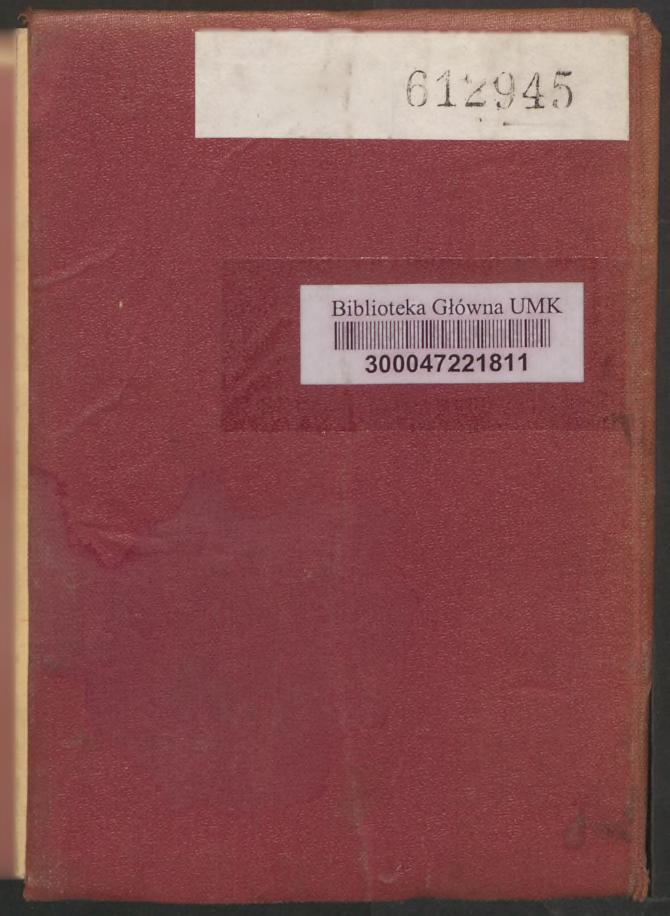 612945
Biblioteka Główna UMK
300047221811